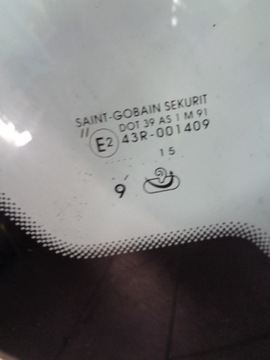 SAINT-GOBAIN SEKURIT
DOT 39 AS 1 M 91
// E2 43R-001409
15
9